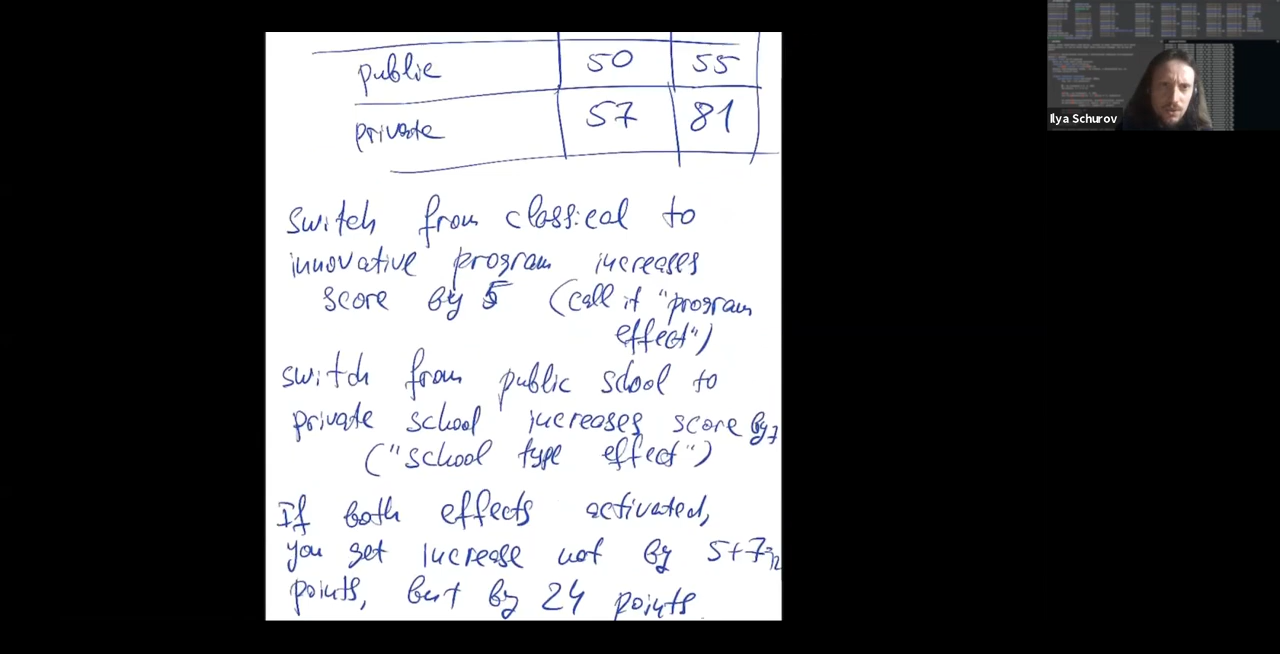 public 50 55
private 57 81
switch from classical to
innovative program increases
score by 5 (call it "program
effect")
switch from public school to
private school increases score by 7
("school type effect")
If both effects activated,
you get increase not by 5+7=12
points, but by 24 points.
Ilya Schurov